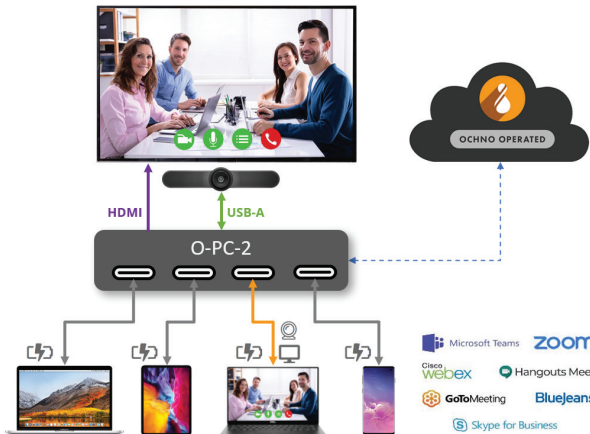 OCHNO OPERATED
HDMI
USB-A
O-PC-2
Microsoft Teams
zoom
Cisco
webex
Hangouts Mee
GoToMeeting
BlueJeans
Skype for Business